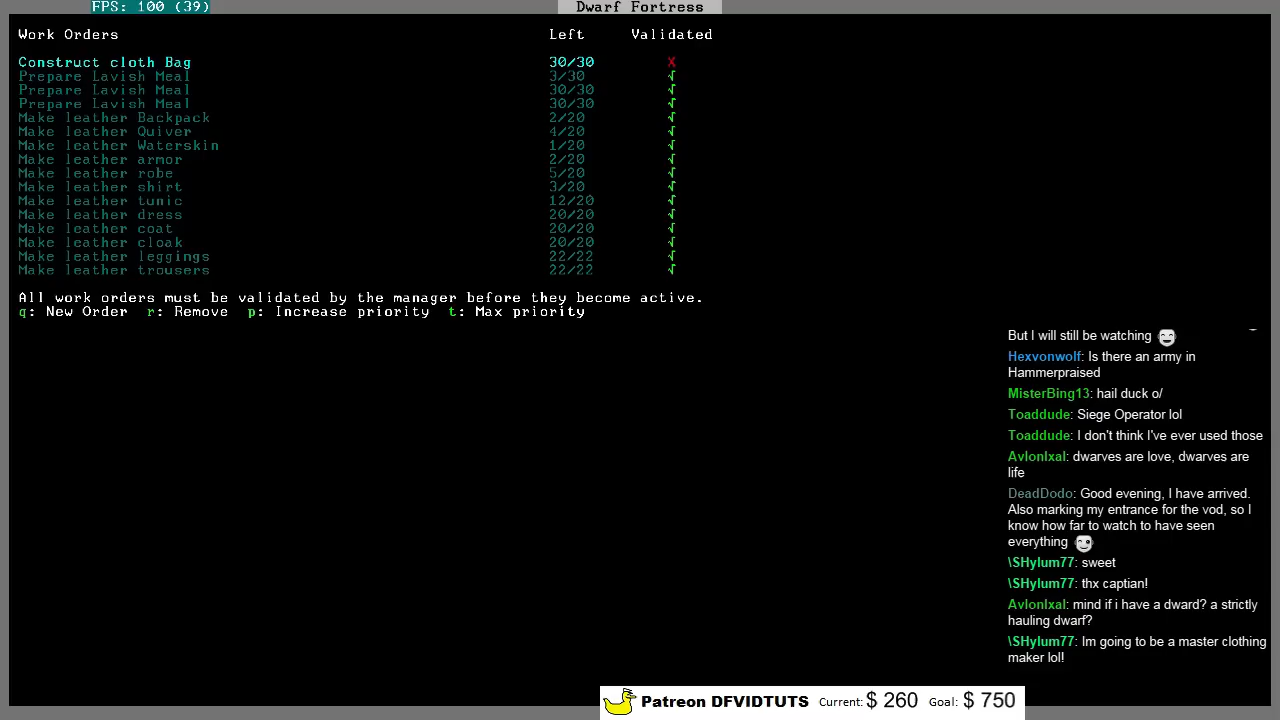 FPS: 100 (39)
Dwarf Fortress
Work Orders Left Validated
Construct cloth Bag 30/30 X
Prepare Lavish Meal 3/30 √
Prepare Lavish Meal 30/30 √
Prepare Lavish Meal 30/30 √
Make leather Backpack 2/20 √
Make leather Quiver 4/20 √
Make leather Waterskin 1/20 √
Make leather armor 2/20 √
Make leather robe 5/20 √
Make leather shirt 3/20 √
Make leather tunic 12/20 √
Make leather dress 20/20 √
Make leather coat 20/20 √
Make leather cloak 20/20 √
Make leather leggings 22/22 √
Make leather trousers 22/22 √
All work orders must be validated by the manager before they become active.
q: New Order r: Remove p: Increase priority t: Max priority
But I will still be watching
Hexvonwolf: Is there an army in
Hammerpraised
MisterBing13: hail duck o/
Toaddude: Siege Operator lol
Toaddude: I don't think I've ever used those
AvlonIxal: dwarves are love, dwarves are
life
DeadDodo: Good evening, I have arrived.
Also marking my entrance for the vod, so I
know how far to watch to have seen
everything
\SHylum77: sweet
\SHylum77: thx captian!
AvlonIxal: mind if i have a dward? a strictly
hauling dwarf?
\SHylum77: Im going to be a master clothing
maker lol!
Patreon DFVIDTUTS Current: $ 260 Goal: $ 750